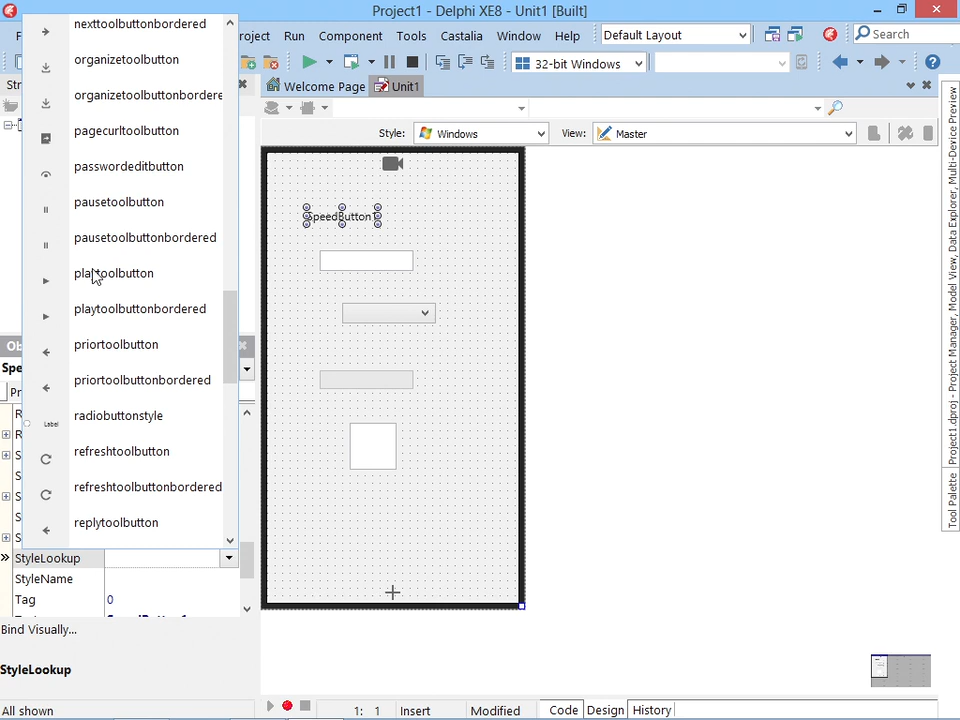 Project1 - Delphi XE8 - Unit1 [Built]
roject Run Component Tools Castalia Window Help
Default Layout
Search
32-bit Windows
Welcome Page
Unit1
Style:
Windows
View:
Master
nexttoolbuttonbordered
organizetoolbutton
organizetoolbuttonbordere
pagecurltoolbutton
passwordeditbutton
pausetoolbutton
pausetoolbuttonbordered
playtoolbutton
playtoolbuttonbordered
priortoolbutton
priortoolbuttonbordered
Label
radiobuttonstyle
refreshtoolbutton
refreshtoolbuttonbordered
replytoolbutton
SpeedButton1
StyleLookup
StyleName
Tag
0
Bind Visually...
StyleLookup
All shown
1: 1
Insert
Modified
Code
Design
History
Project1.dproj - Project Manager, Model View, Data Explorer, Multi-Device Preview
Tool Palette